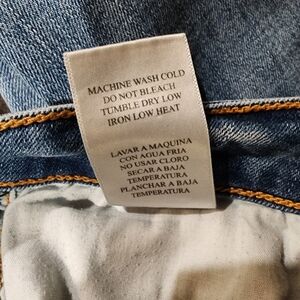 MACHINE WASH COLD
DO NOT BLEACH
TUMBLE DRY LOW
IRON LOW HEAT
LAVAR A MAQUINA
CON AGUA FRIA
NO USAR CLORO
SECAR A BAJA
TEMPERATURA
PLANCHAR A BAJA
TEMPERATURA